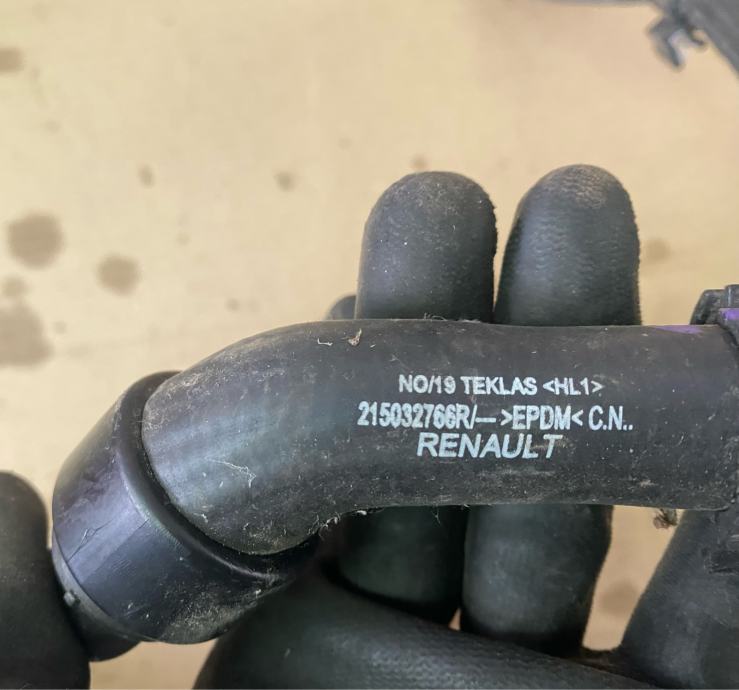 NO/19 TEKLAS <HL1>
215032766R/--->EPDM< C.N..
RENAULT